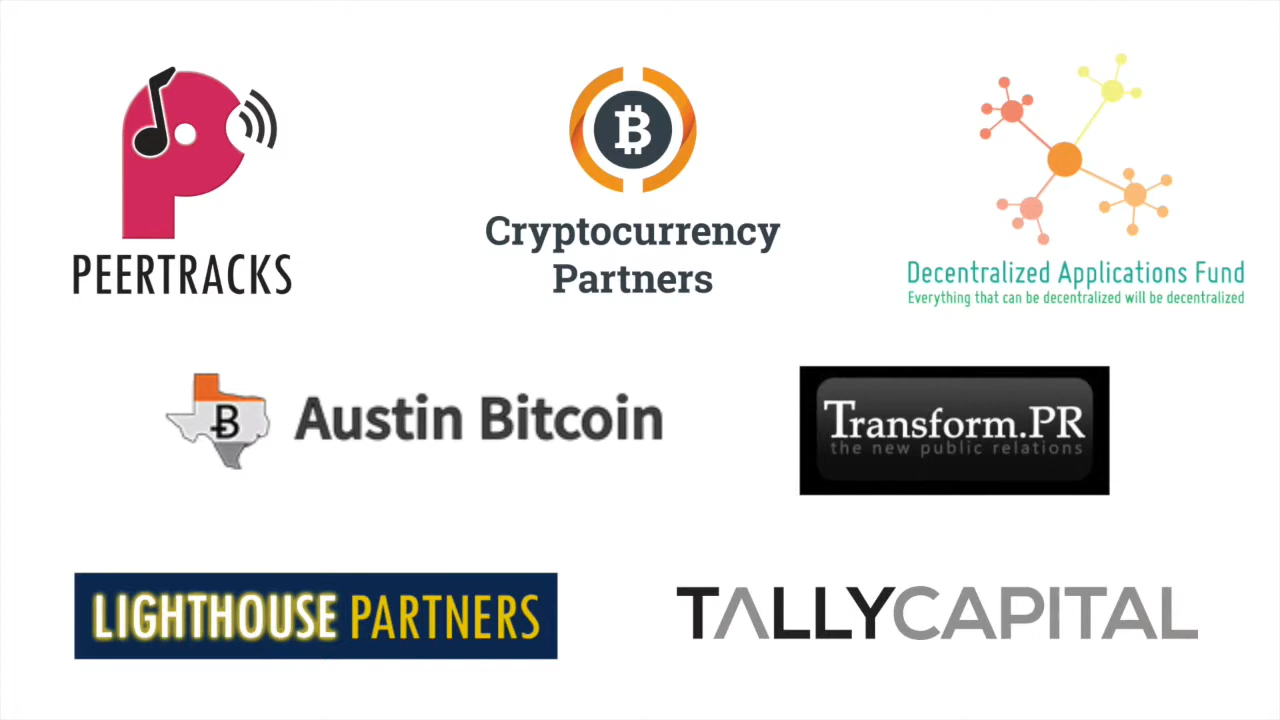 PEERTRACKS
Cryptocurrency
Partners
Decentralized Applications Fund
Everything that can be decentralized will be decentralized
Austin Bitcoin
Transform.PR
the new public relations
LIGHTHOUSE PARTNERS
TALLYCAPITAL